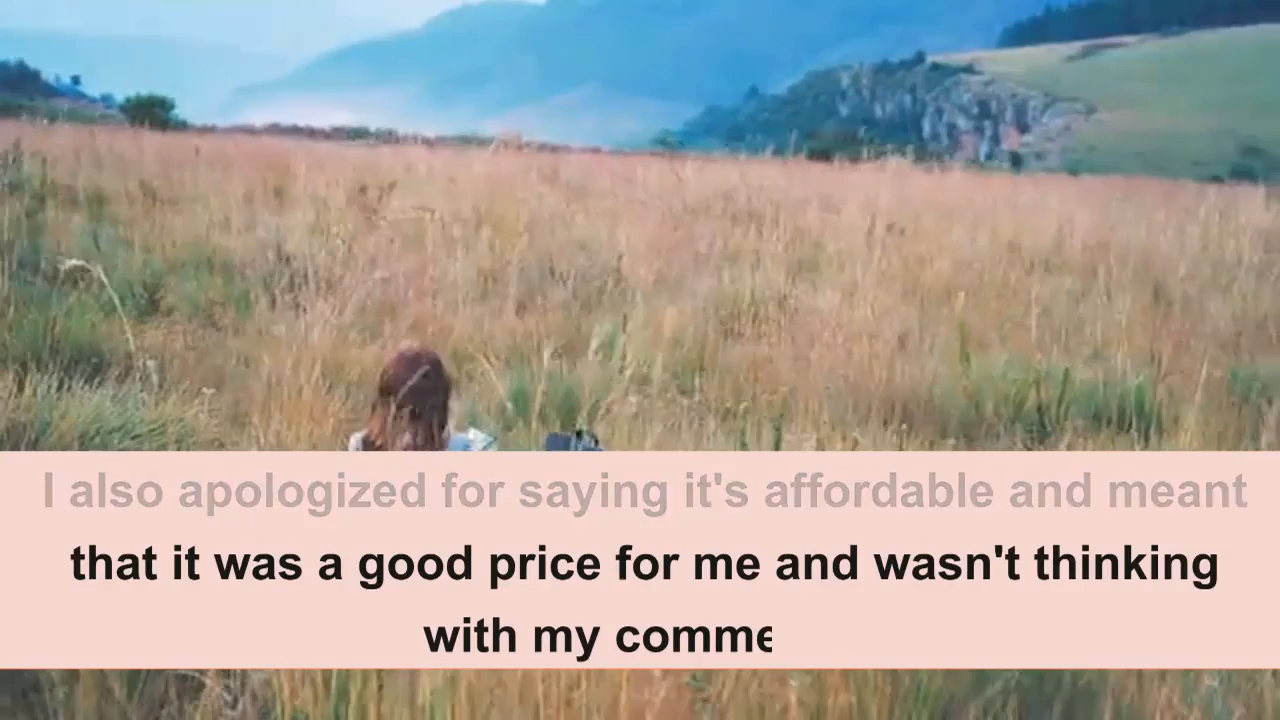 I also apologized for saying it's affordable and meant
that it was a good price for me and wasn't thinking
with my comme